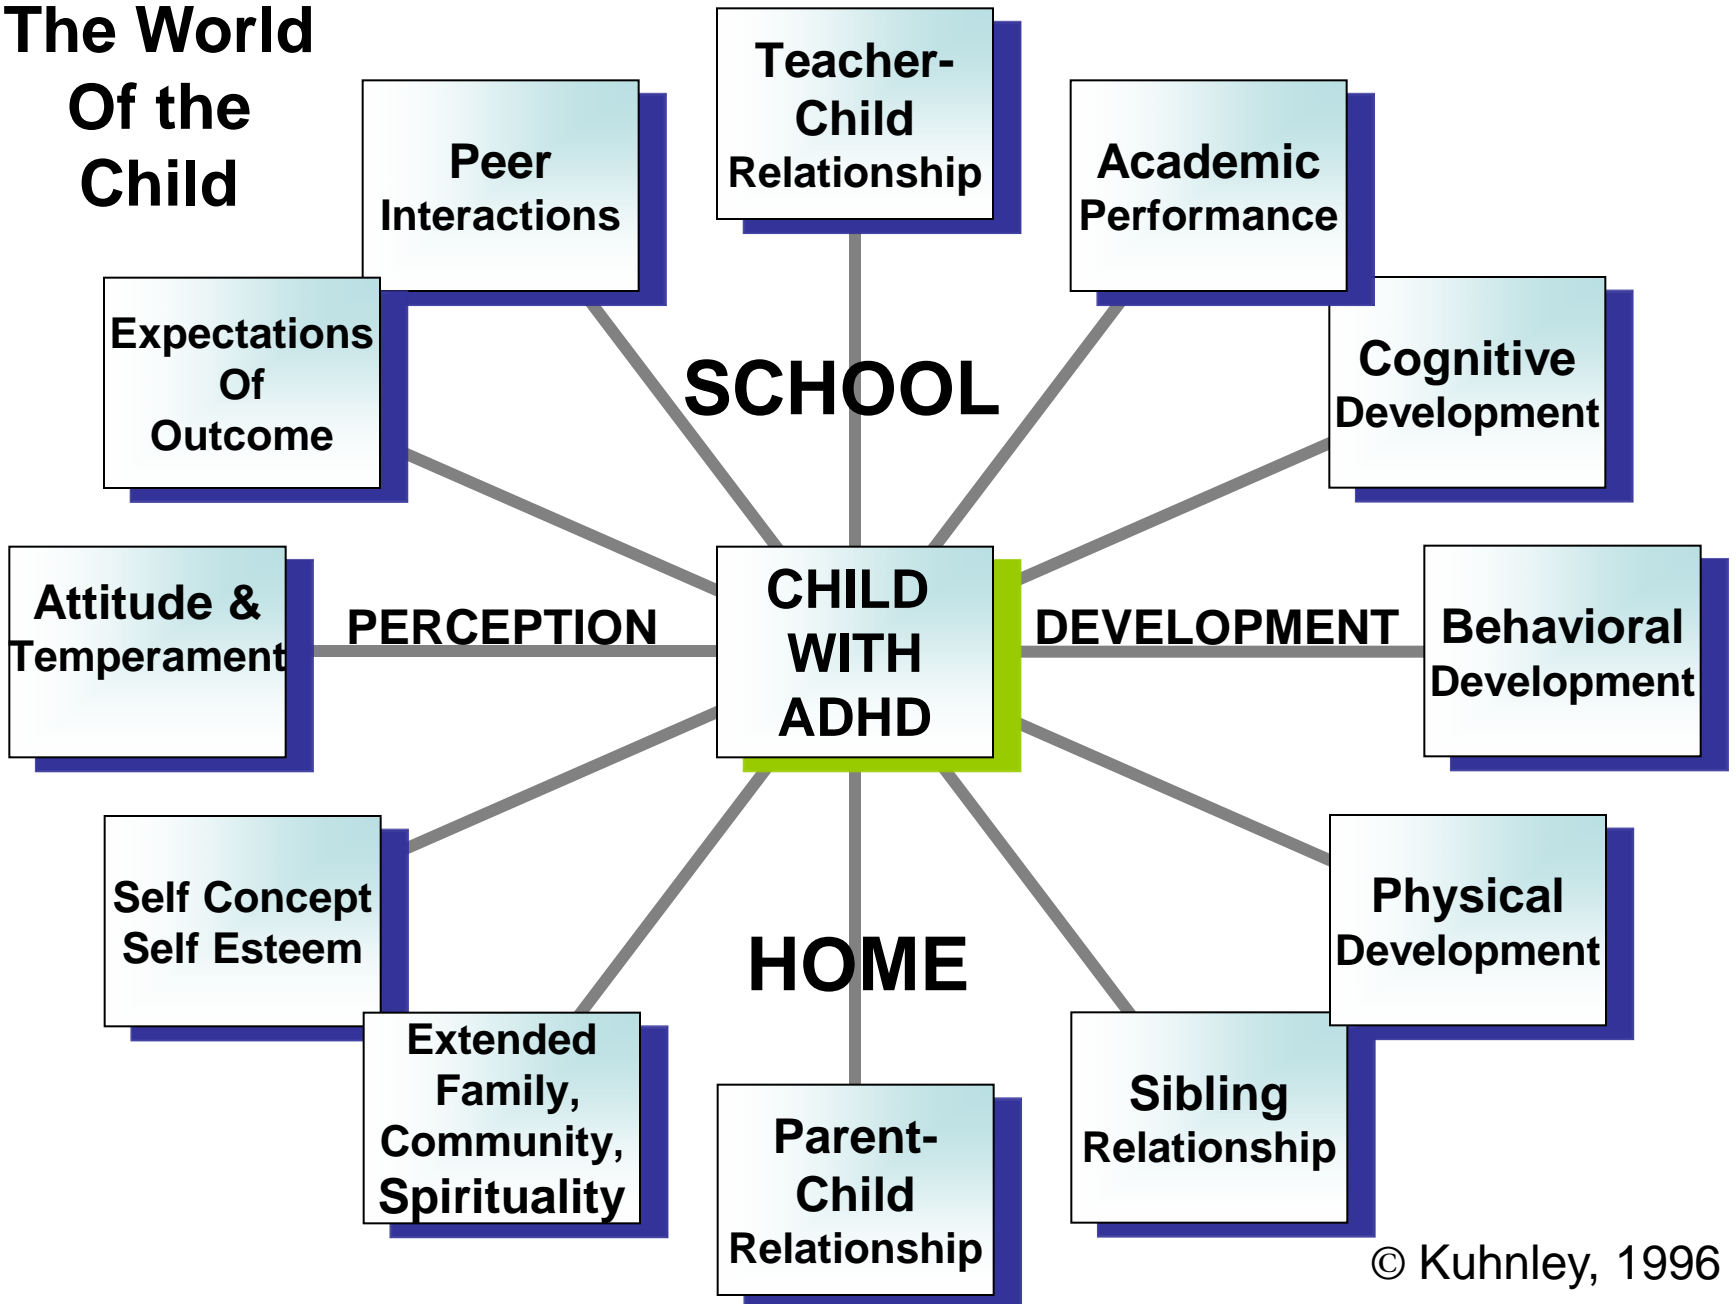 The World
Of the
Child
Teacher-
Child
Relationship
Peer
Interactions
Academic
Performance
Expectations
Of
Outcome
SCHOOL
Cognitive
Development
Attitude &
Temperament
PERCEPTION
CHILD
WITH
ADHD
DEVELOPMENT
Behavioral
Development
Self Concept
Self Esteem
HOME
Physical
Development
Extended
Family,
Community,
Spirituality
Parent-
Child
Relationship
Sibling
Relationship
© Kuhnley, 1996